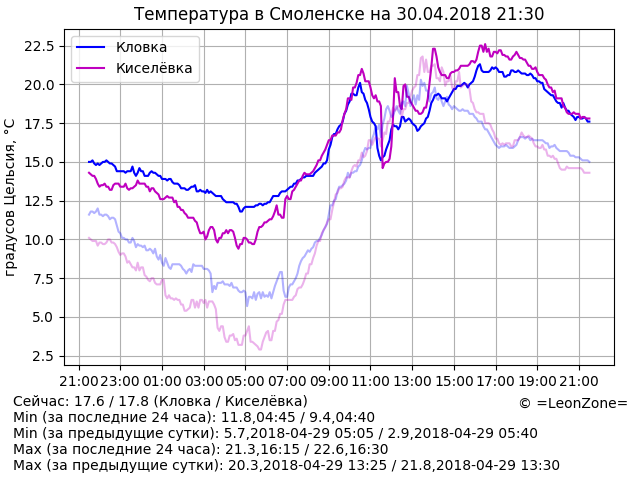 Температура в Смоленске на 30.04.2018 21:30
градусов Цельсия, °C
22.5
20.0
17.5
15.0
12.5
10.0
7.5
5.0
2.5
Кловка
Киселёвка
21:00 23:00 01:00 03:00 05:00 07:00 09:00 11:00 13:00 15:00 17:00 19:00 21:00
Сейчас: 17.6 / 17.8 (Кловка / Киселёвка)
© =LeonZone=
Min (за последние 24 часа): 11.8,04:45 / 9.4,04:40
Min (за предыдущие сутки): 5.7,2018-04-29 05:05 / 2.9,2018-04-29 05:40
Max (за последние 24 часа): 21.3,16:15 / 22.6,16:30
Max (за предыдущие сутки): 20.3,2018-04-29 13:25 / 21.8,2018-04-29 13:30